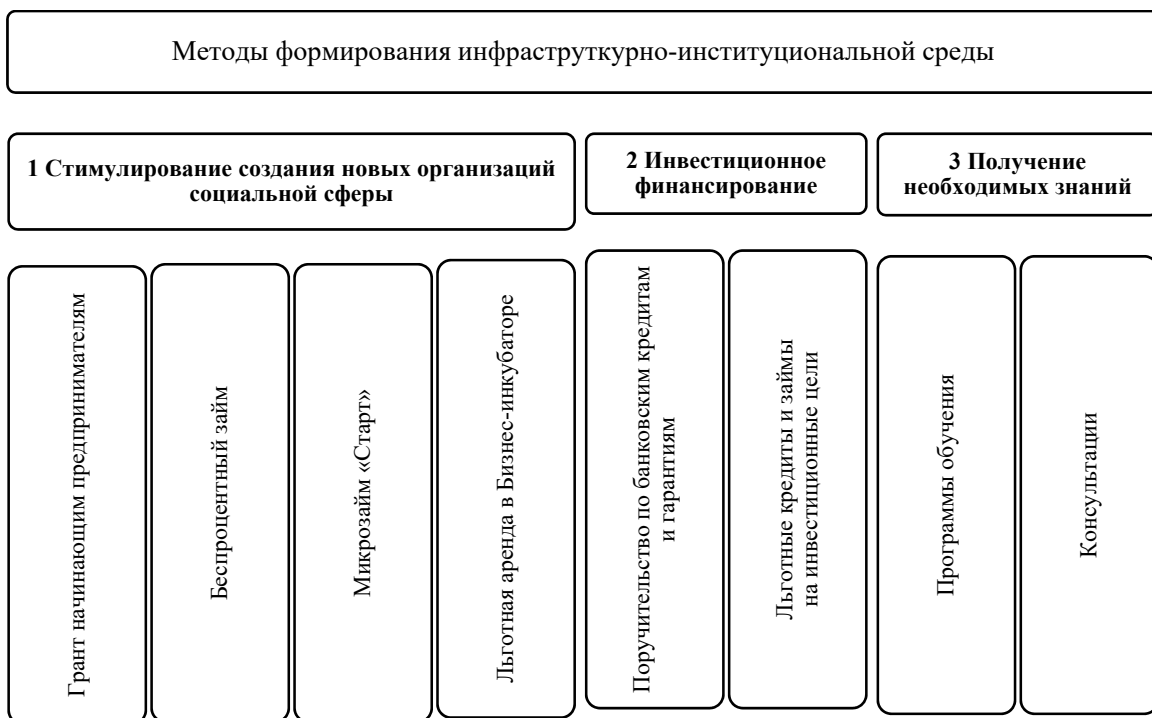 Методы формирования инфраструткурно-институциональной среды
1 Стимулирование создания новых организаций
социальной сферы
2 Инвестиционное
финансирование
3 Получение
необходимых знаний
Грант начинающим предпринимателям
Беспроцентный займ
Микрозайм «Старт»
Льготная аренда в Бизнес-инкубаторе
Поручительство по банковским кредитам
и гарантиям
Льготные кредиты и займы
на инвестиционные цели
Программы обучения
Консультации